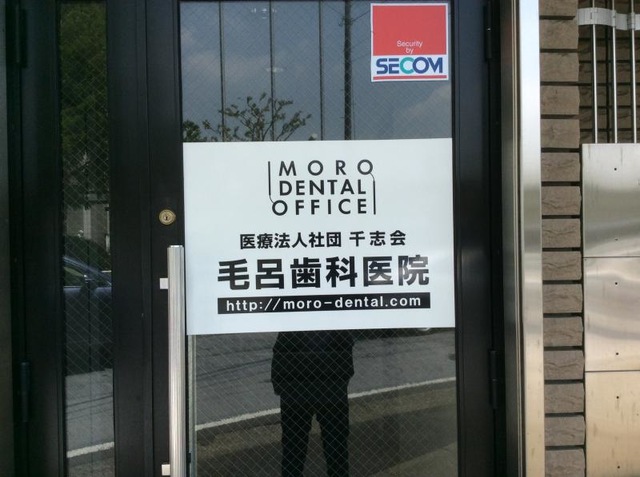 Security
by
SECOM
MORO
DENTAL
OFFICE
医療法人社団 千志会
毛呂歯科医院
http://moro-dental.com